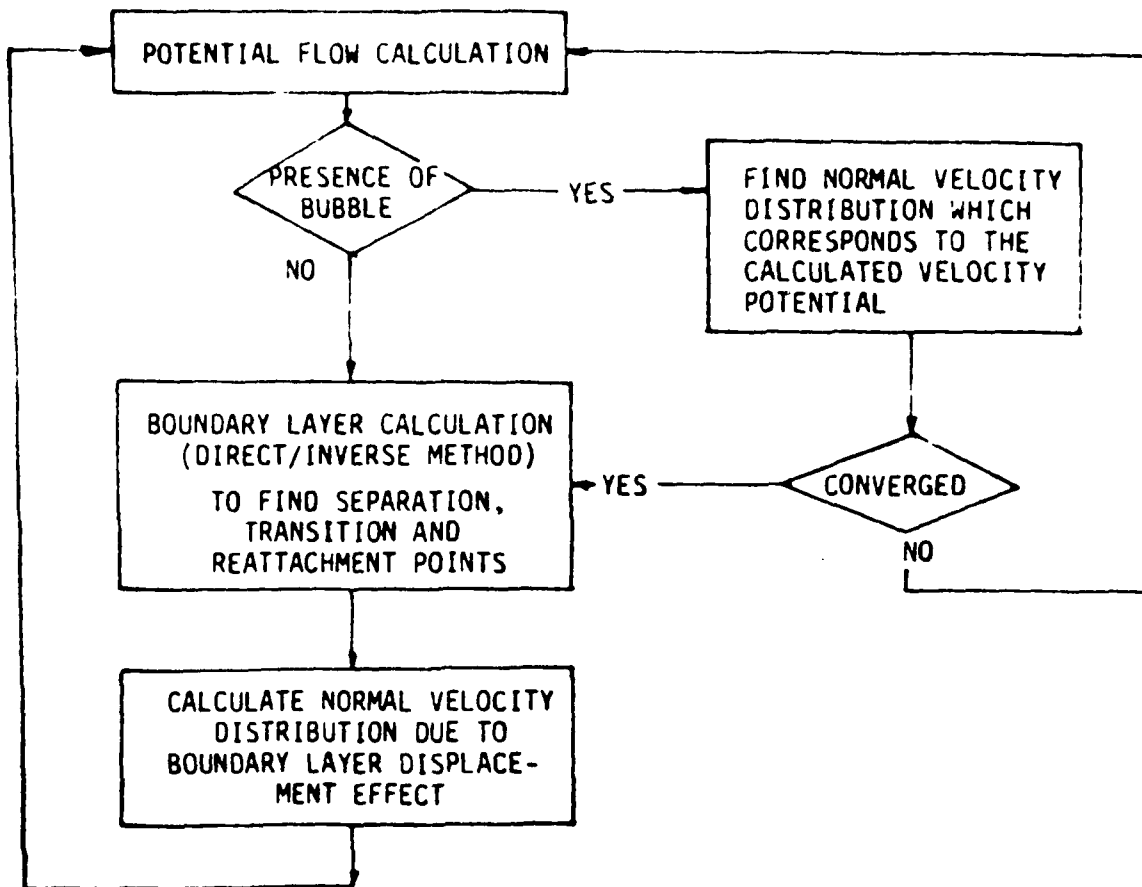 POTENTIAL FLOW CALCULATION
PRESENCE OF
BUBBLE
YES
NO
FIND NORMAL VELOCITY
DISTRIBUTION WHICH
CORRESPONDS TO THE
CALCULATED VELOCITY
POTENTIAL.
BOUNDARY LAYER CALCULATION
(DIRECT/INVERSE METHOD)
TO FIND SEPARATION,
TRANSITION AND
REATTACHMENT POINTS
YES
CONVERGED
NO
CALCULATE NORMAL VELOCITY
DISTRIBUTION DUE TO
BOUNDARY LAYER DISPLACE-
MENT EFFECT